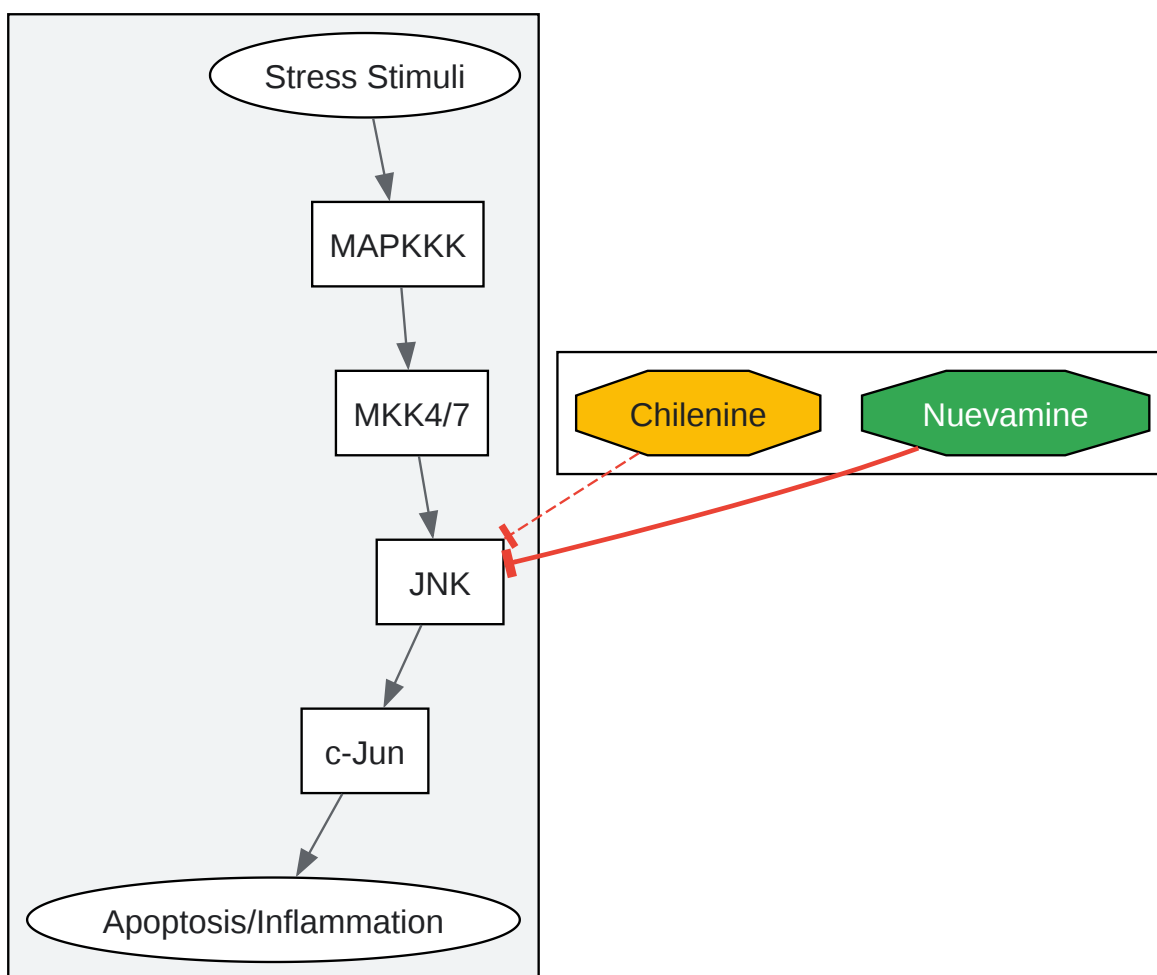 Stress Stimuli
MAPKKK
MKK4/7
Chilenine
Nuevamine
JNK
c-Jun
Apoptosis/Inflammation